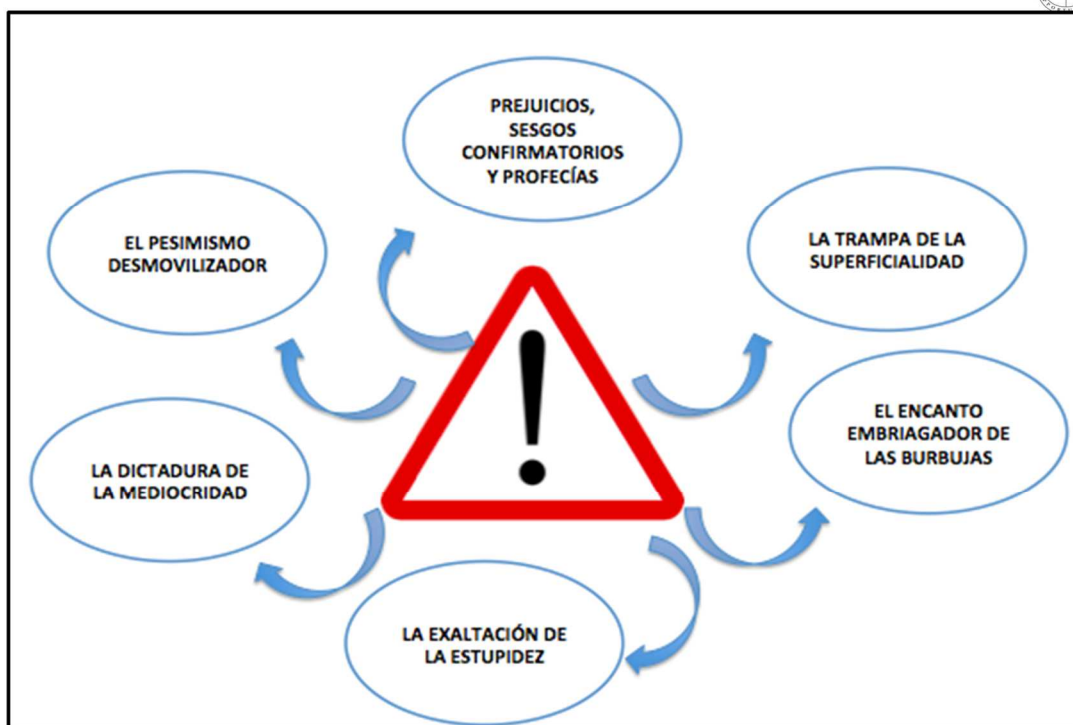 PREJUICIOS,
SESGOS
CONFIRMATORIOS
Y PROFECÍAS
EL PESIMISMO
DESMOVILIZADOR
LA TRAMPA DE LA
SUPERFICIALIDAD
EL ENCANTO
EMBRIAGADOR DE
LAS BURBUJAS
LA DICTADURA DE
LA MEDIOCRIDAD
LA EXALTACIÓN DE
LA ESTUPIDEZ